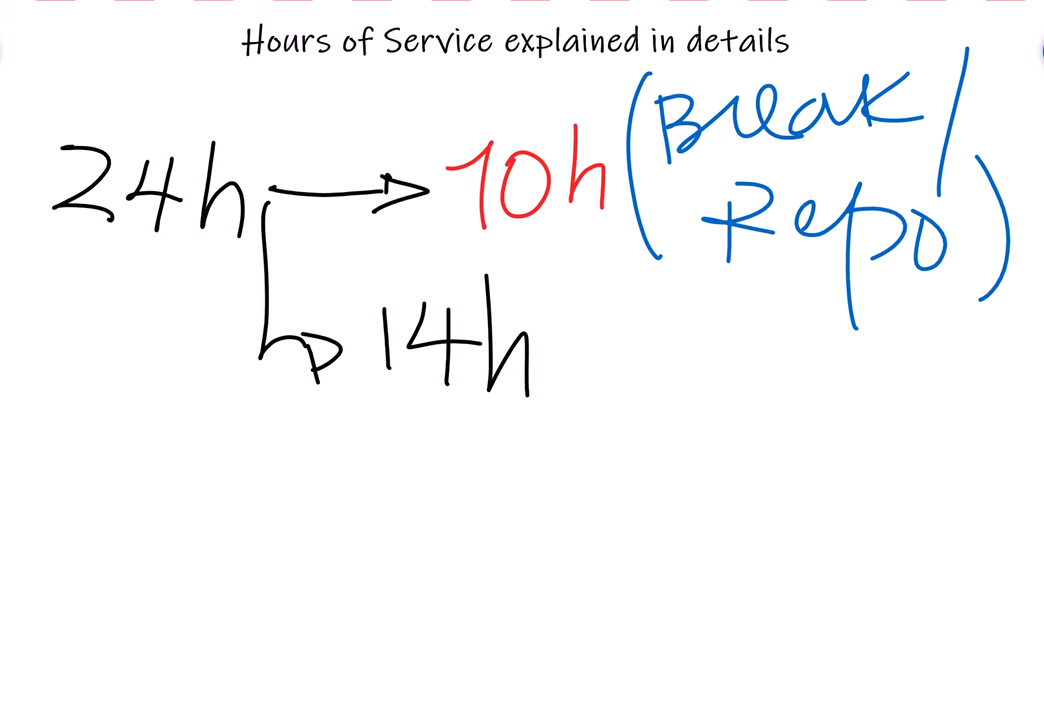 Hours of Service explained in details
24h → 10h (Break /
Repo)
14h